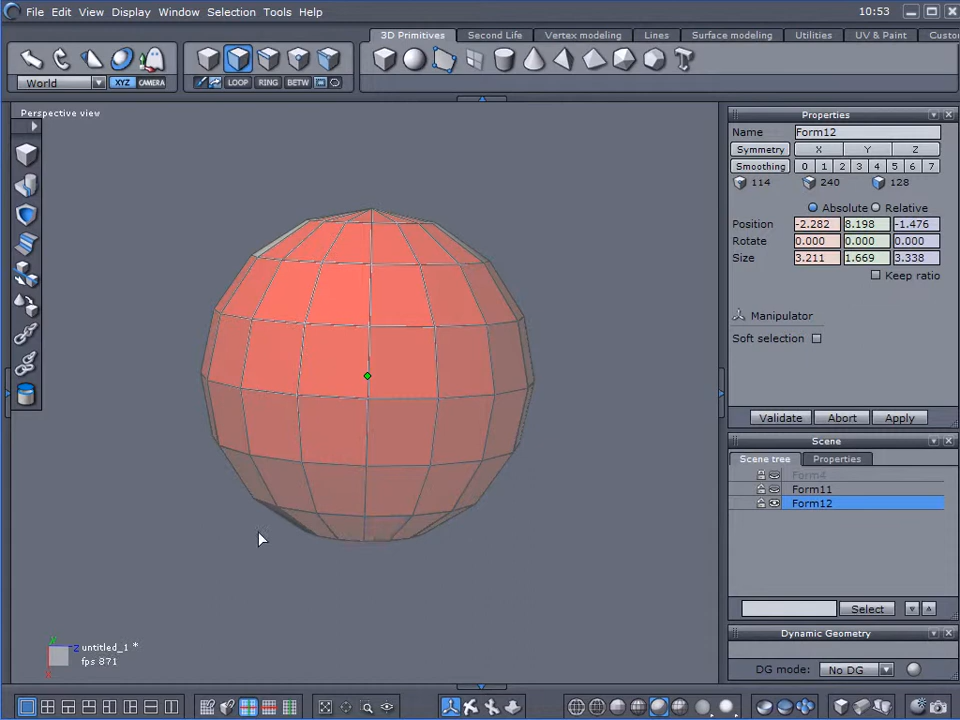 File Edit View Display Window Selection Tools Help
10:53
3D Primitives Second Life Vertex modeling Lines Surface modeling Utilities UV & Paint Custo
World XYZ CAMERA
LOOP RING BETW
Perspective view
Properties
Name Form12
Symmetry X Y Z
Smoothing 0 1 2 3 4 5 6 7
114 240 128
Absolute Relative
Position -2.282 8.198 -1.476
Rotate 0.000 0.000 0.000
Size 3.211 1.669 3.338
Keep ratio
Manipulator
Soft selection
Validate Abort Apply
Scene
Scene tree Properties
Form4
Form11
Form12
Select
Dynamic Geometry
DG mode: No DG
Y
Z
X
untitled_1 *
fps 871